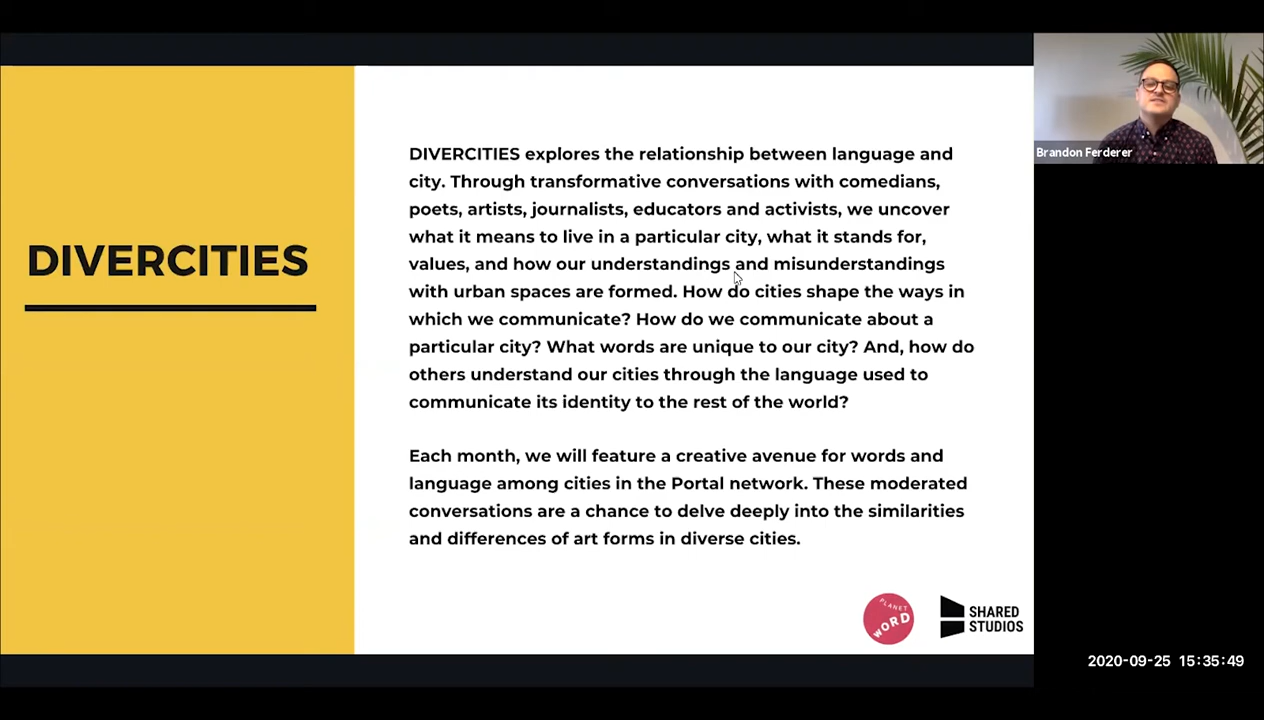 DIVERCITIES
DIVERCITIES explores the relationship between language and
city. Through transformative conversations with comedians,
poets, artists, journalists, educators and activists, we uncover
what it means to live in a particular city, what it stands for,
values, and how our understandings and misunderstandings
with urban spaces are formed. How do cities shape the ways in
which we communicate? How do we communicate about a
particular city? What words are unique to our city? And, how do
others understand our cities through the language used to
communicate its identity to the rest of the world?
Each month, we will feature a creative avenue for words and
language among cities in the Portal network. These moderated
conversations are a chance to delve deeply into the similarities
and differences of art forms in diverse cities.
PLANET
WORD
SHARED
STUDIOS
Brandon Ferderer
2020-09-25 15:35:49